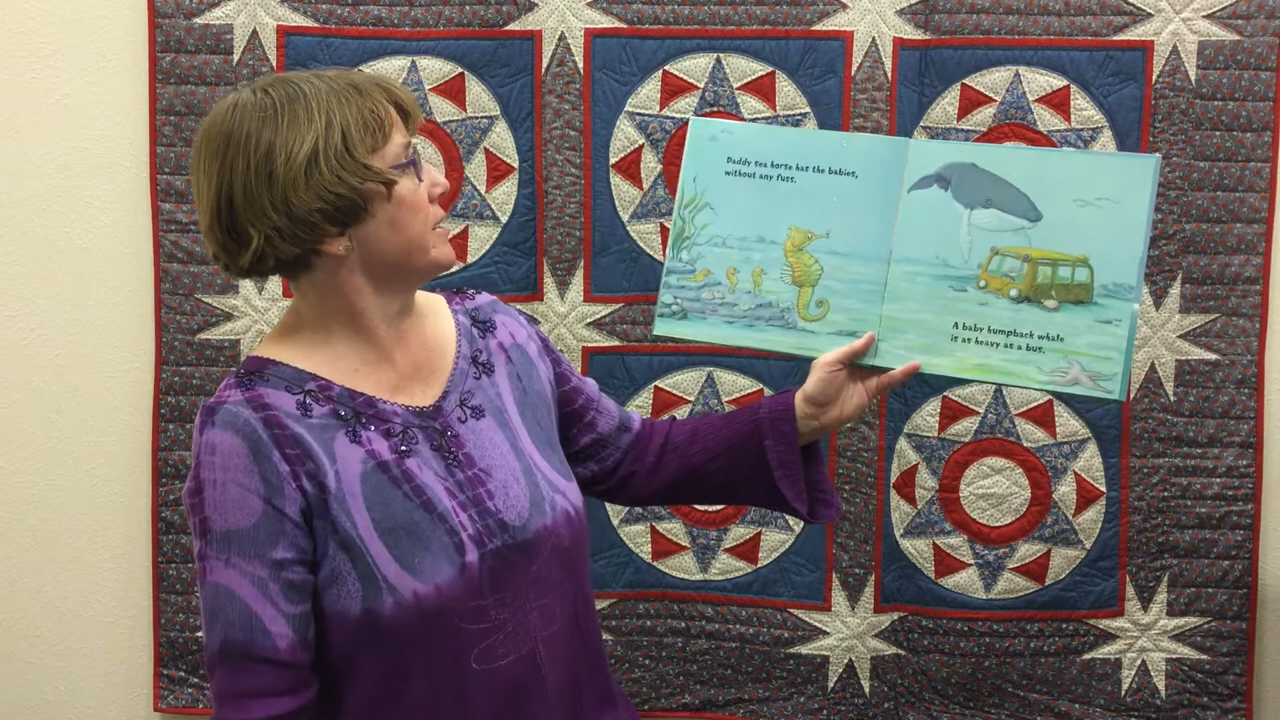 Daddy sea horse has the babies,
without any fuss.
A baby humpback whale
is as heavy as a bus.